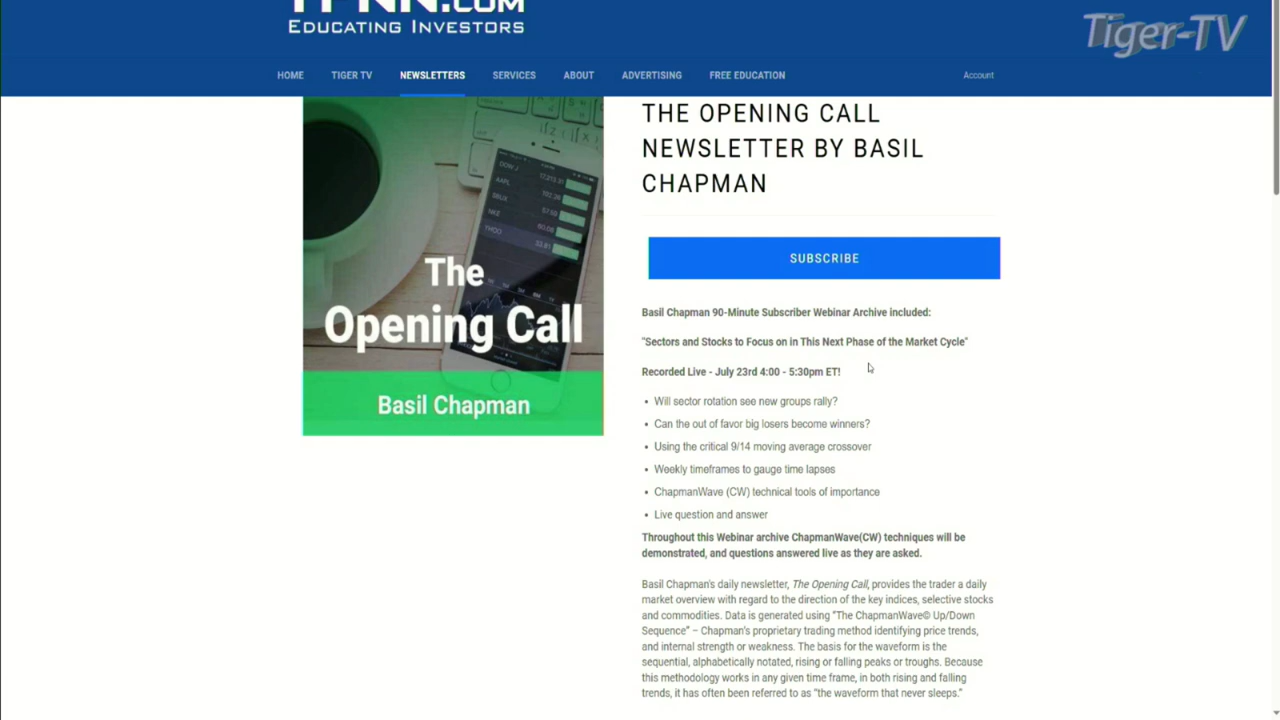 TFNN.COM
EDUCATING INVESTORS
Tiger-TV
HOME TIGER TV NEWSLETTERS SERVICES ABOUT ADVERTISING FREE EDUCATION Account
The
Opening Call
Basil Chapman
THE OPENING CALL
NEWSLETTER BY BASIL
CHAPMAN
SUBSCRIBE
Basil Chapman 90-Minute Subscriber Webinar Archive included:
"Sectors and Stocks to Focus on in This Next Phase of the Market Cycle"
Recorded Live - July 23rd 4:00 - 5:30pm ET!
• Will sector rotation see new groups rally?
• Can the out of favor big losers become winners?
• Using the critical 9/14 moving average crossover
• Weekly timeframes to gauge time lapses
• ChapmanWave (CW) technical tools of importance
• Live question and answer
Throughout this Webinar archive ChapmanWave(CW) techniques will be
demonstrated, and questions answered live as they are asked.
Basil Chapman's daily newsletter, The Opening Call, provides the trader a daily
market overview with regard to the direction of the key indices, selective stocks
and commodities. Data is generated using "The ChapmanWave© Up/Down
Sequence" – Chapman's proprietary trading method identifying price trends,
and internal strength or weakness. The basis for the waveform is the
sequential, alphabetically notated, rising or falling peaks or troughs. Because
this methodology works in any given time frame, in both rising and falling
trends, it has often been referred to as "the waveform that never sleeps."